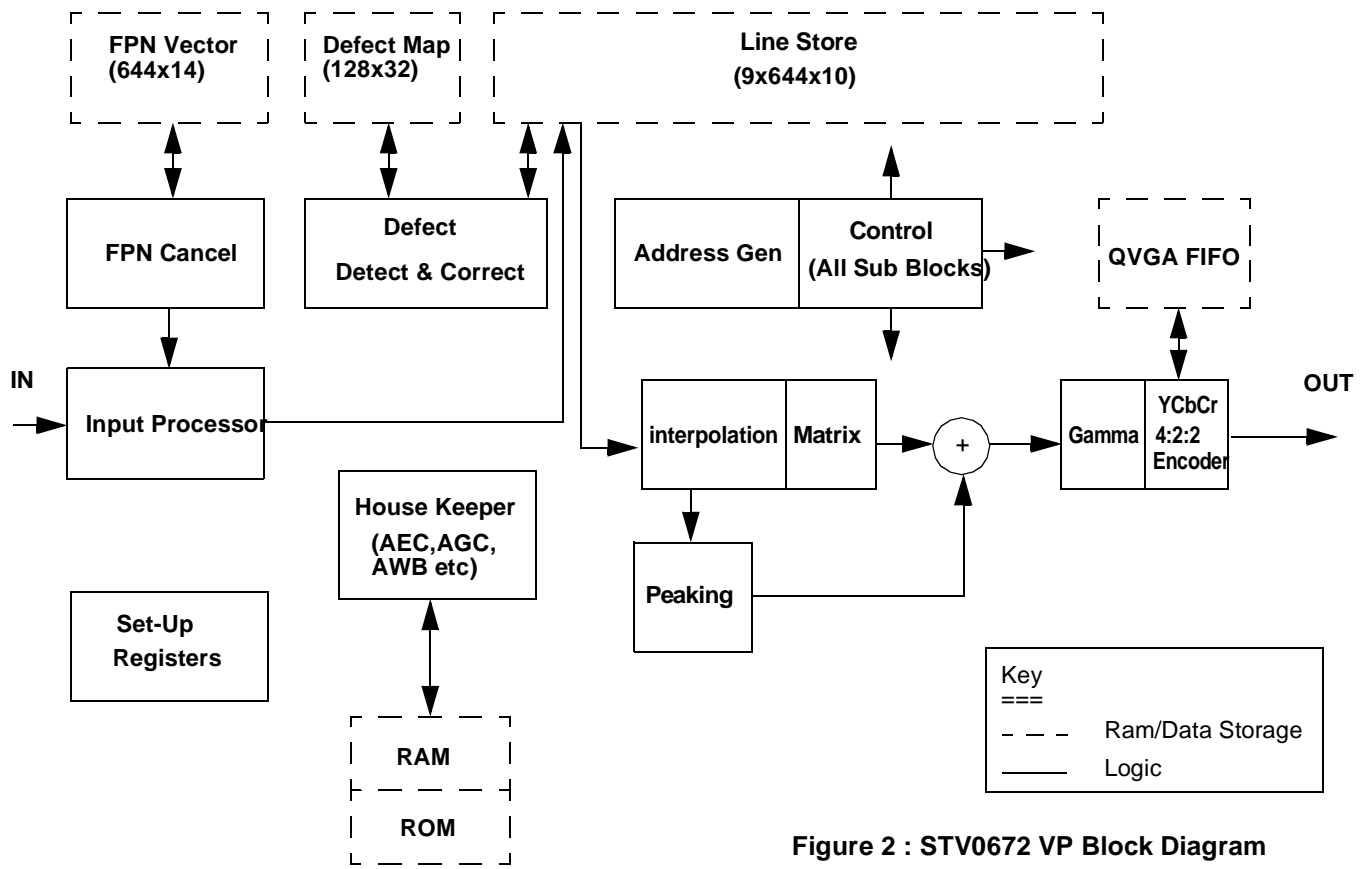 FPN Vector
(644x14)
Defect Map
(128x32)
Line Store
(9x644x10)
FPN Cancel
Defect
Detect & Correct
Address Gen
Control
(All Sub Blocks)
QVGA FIFO
IN
Input Processor
interpolation
Matrix
+
Gamma
YCbCr
4:2:2
Encoder
OUT
House Keeper
(AEC,AGC,
AWB etc)
Peaking
Set-Up
Registers
RAM
ROM
Key
===
Ram/Data Storage
Logic
Figure 2 : STV0672 VP Block Diagram